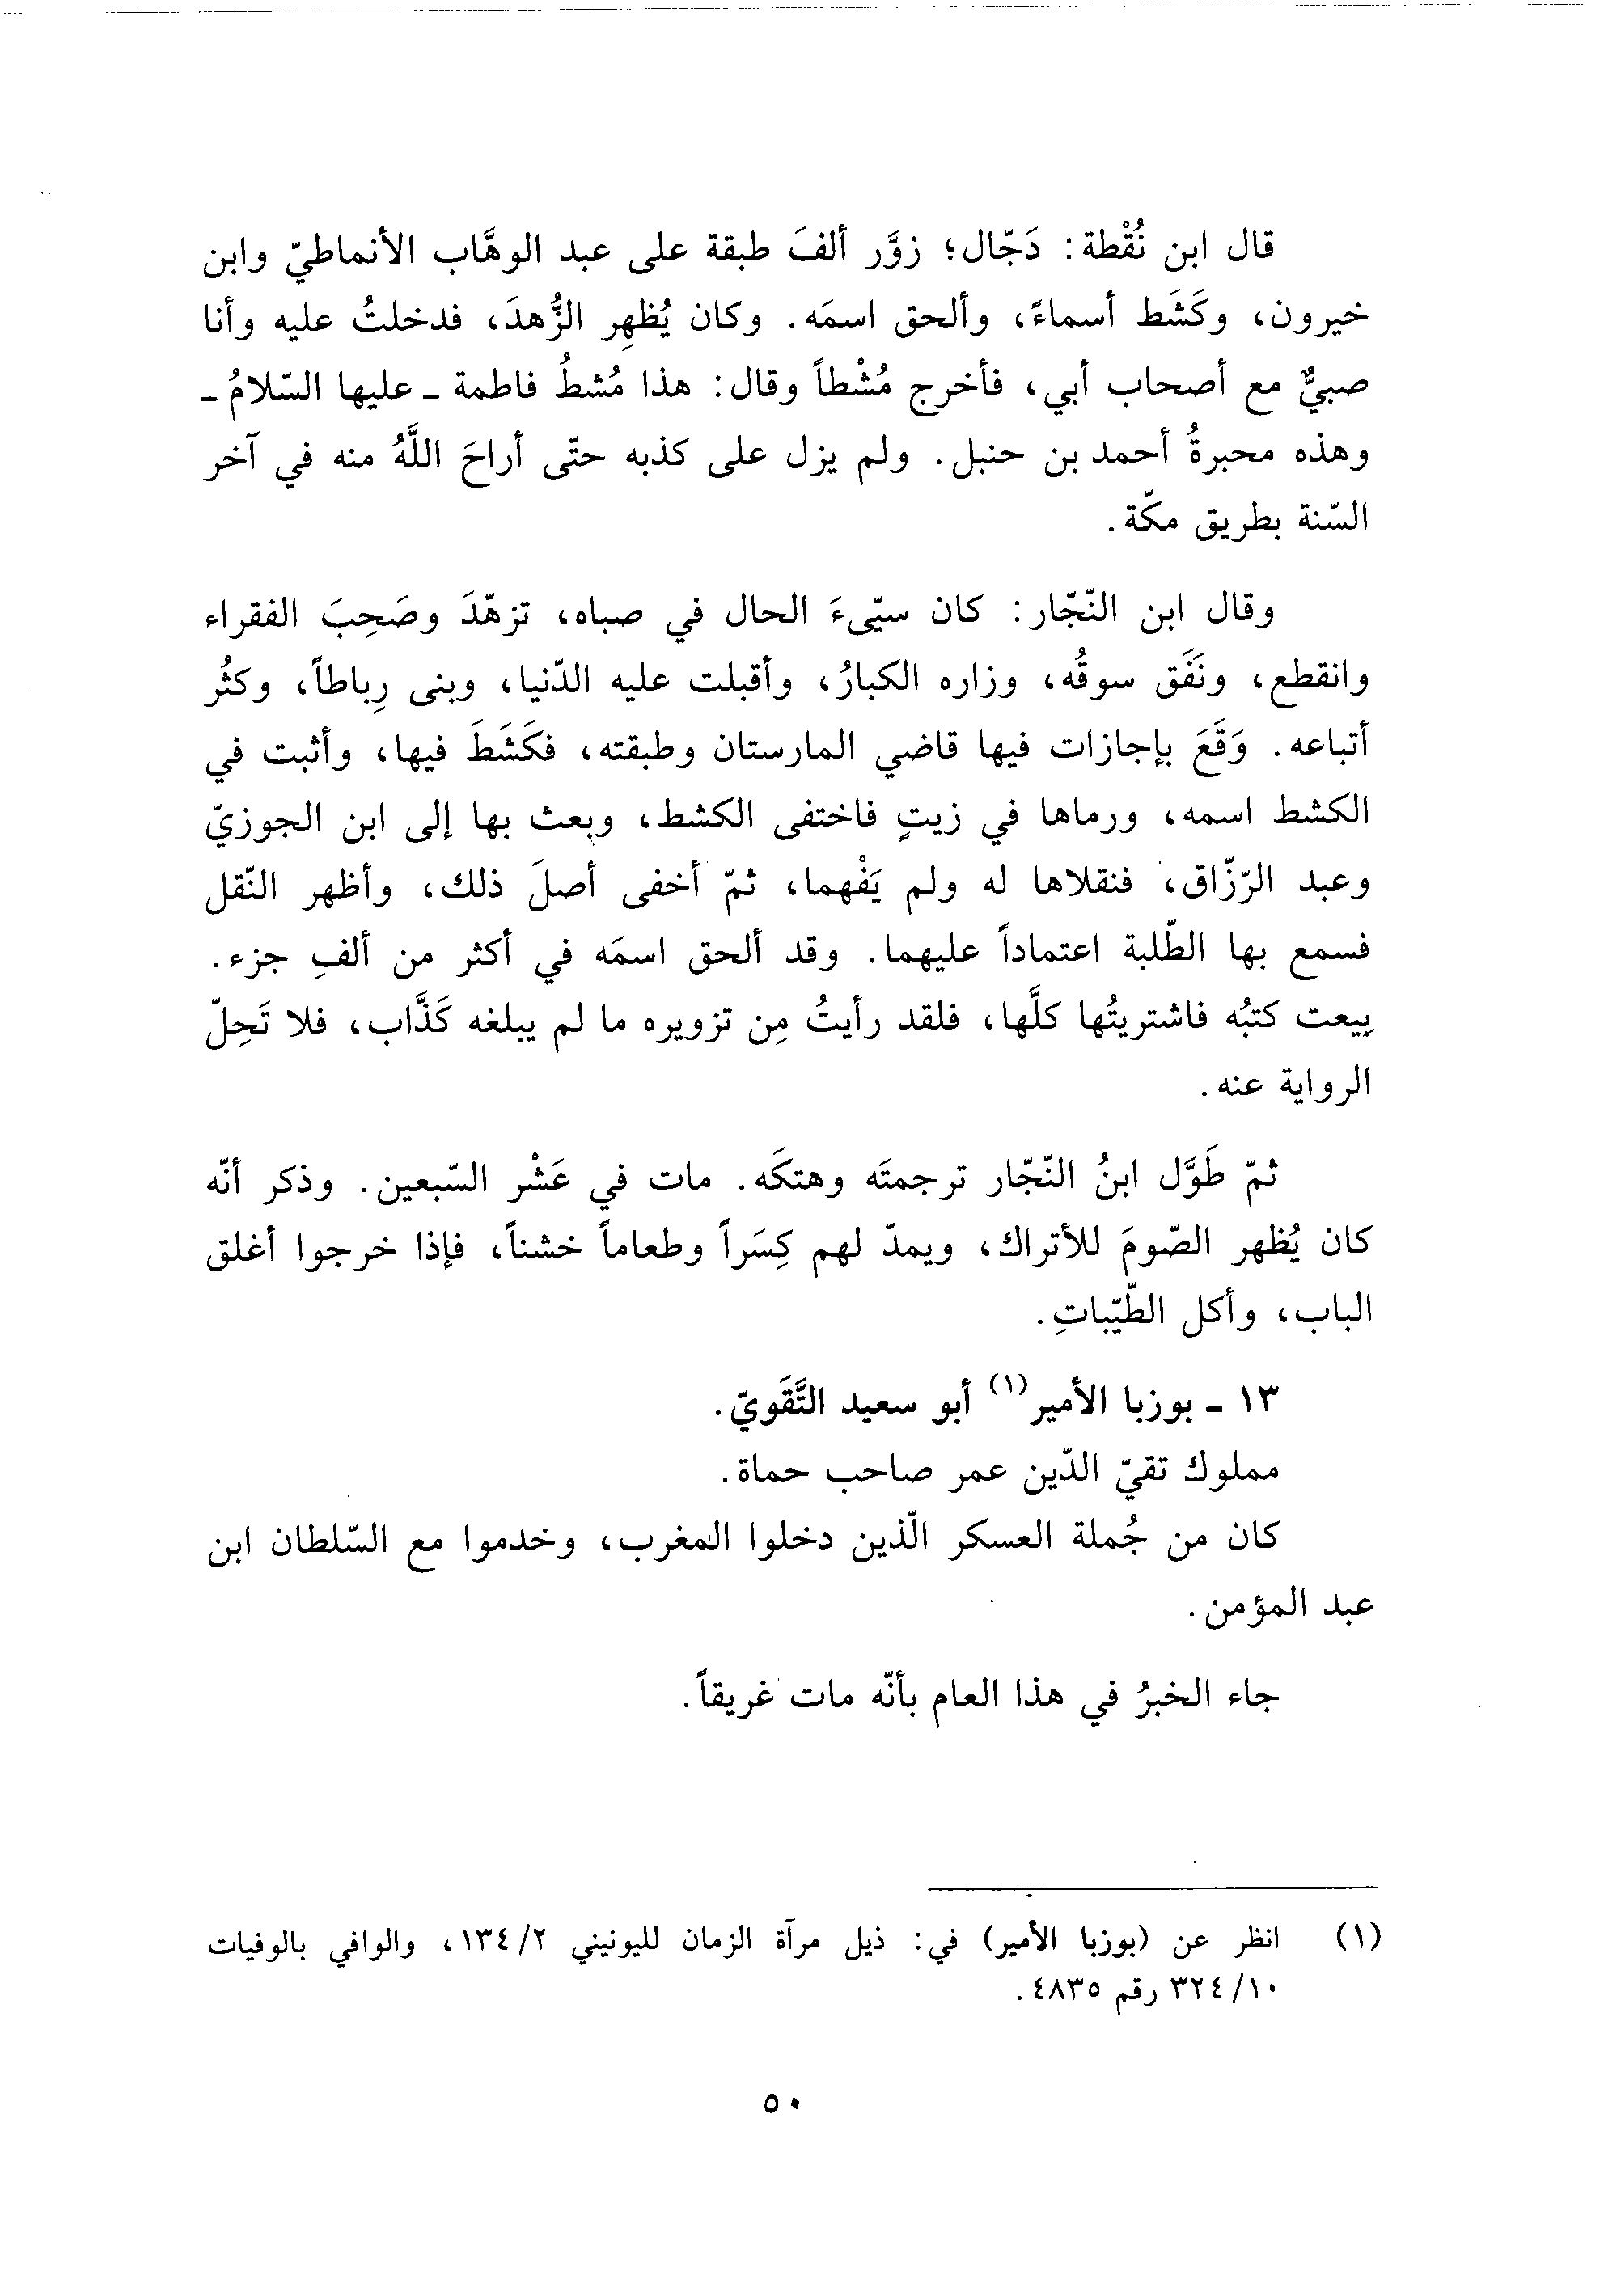 قال ابن نُقْطة: دَجّال؛ زوَّر ألفَ طبقة على عبد الوهَّاب الأنماطيّ وابن
خيرون، وكَشَط أسماءً، وألحق اسمَه. وكان يُظهِر الزُّهدَ، فدخلتُ عليه وأنا
صبيٌّ مع أصحاب أبي، فأخرج مُشْطاً وقال: هذا مُشطُ فاطمة ـ عليها السّلامُ ـ
وهذه محبرةُ أحمد بن حنبل. ولم يزل على كذبه حتّى أراحَ اللَّهُ منه في آخر
السّنة بطريق مكّة.
وقال ابن النّجّار: كان سيّىءَ الحال في صباه، تزهّدَ وصَحِبَ الفقراء
وانقطع، ونَفَق سوقُه، وزاره الكبارُ، وأقبلت عليه الدّنيا، وبنى رِباطاً، وكثُر
أتباعه. وَقَعَ بإجازات فيها قاضي المارستان وطبقته، فكَشَطَ فيها، وأثبت في
الكشط اسمه، ورماها في زيتٍ فاختفى الكشط، وبعث بها إلى ابن الجوزيّ
وعبد الرّزّاق، فنقلاها له ولم يَفْهما، ثمّ أخفى أصلَ ذلك، وأظهر النّقل
فسمع بها الطّلبة اعتماداً عليهما. وقد ألحق اسمَه في أكثر من ألفِ جزء.
بِيعت كتبُه فاشتريتُها كلَّها، فلقد رأيتُ مِن تزويره ما لم يبلغه كَذَّاب، فلا تَحِلّ
الرواية عنه.
ثمّ طَوَّل ابنُ النّجّار ترجمتَه وهتكَه. مات في عَشْر السّبعين. وذكر أنّه
كان يُظهر الصّومَ للأتراك، ويمدّ لهم كِسَراً وطعاماً خشناً، فإذا خرجوا أغلق
الباب، وأكل الطّيّباتِ.
١٣ ـ بوزبا الأمير(١) أبو سعيد التَّقَويّ.
مملوك تقيّ الدّين عمر صاحب حماة.
كان من جُملة العسكر الّذين دخلوا المغرب، وخدموا مع السّلطان ابن
عبد المؤمن.
جاء الخبرُ في هذا العام بأنّه مات غريقاً.
(١) انظر عن (بوزبا الأمير) في: ذيل مرآة الزمان لليونيني ١٣٤/٢، والوافي بالوفيات
٣٢٤/١٠ رقم ٤٨٣٥.
٥٠